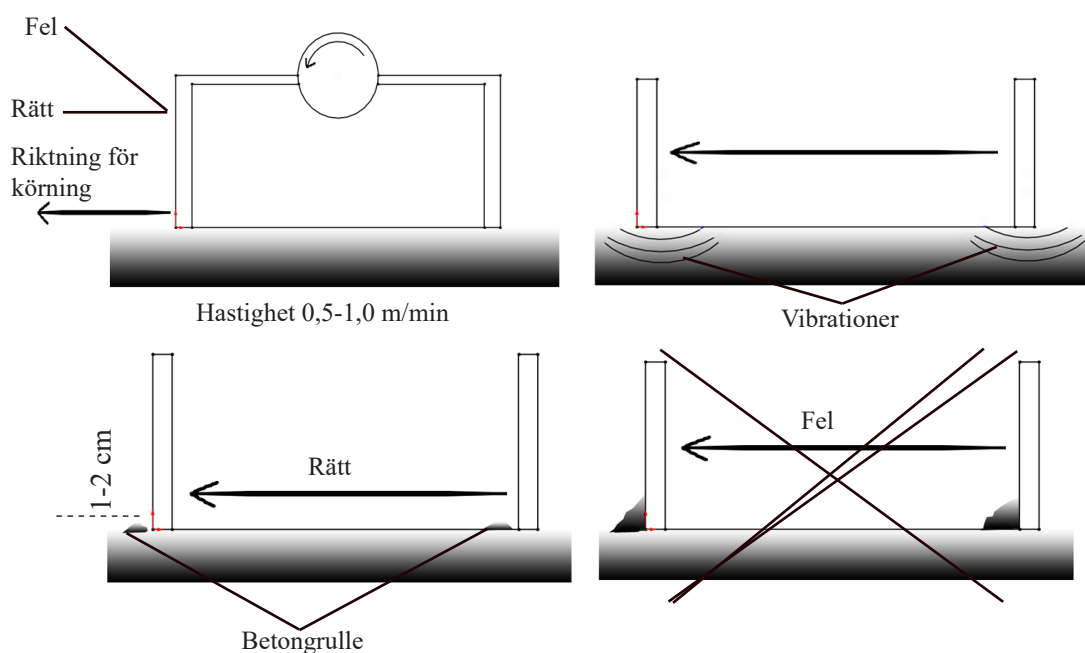 Fel
Rätt
Riktning för
körning
Hastighet 0,5-1,0 m/min
Vibrationer
1-2 cm
Rätt
Betongrulle
Fel